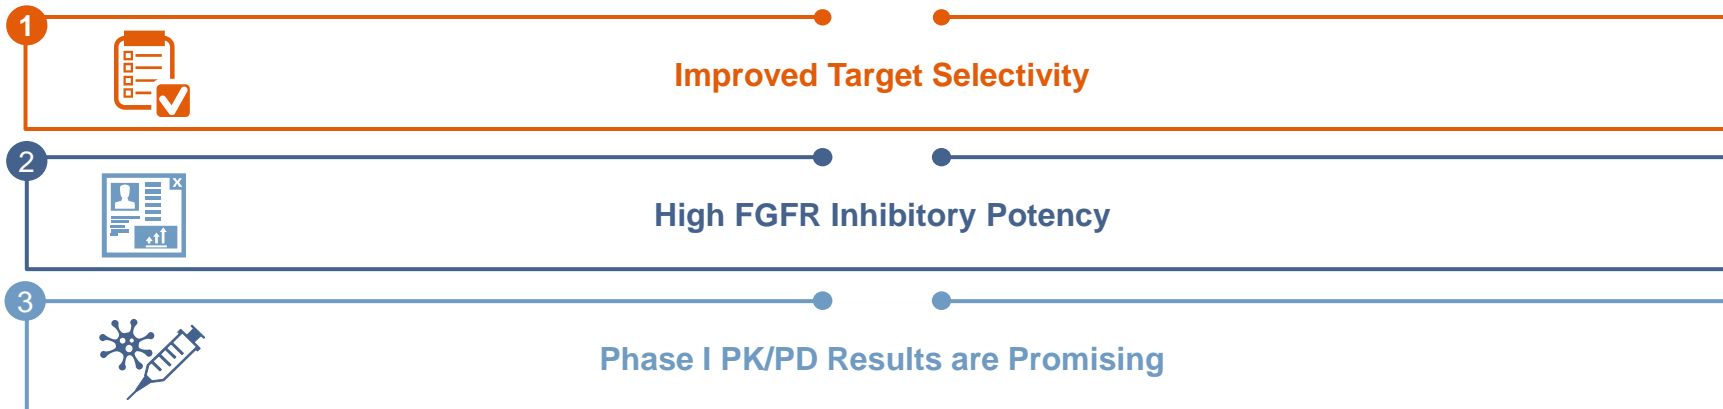 1
Improved Target Selectivity
2
X
High FGFR Inhibitory Potency
3
Phase I PK/PD Results are Promising